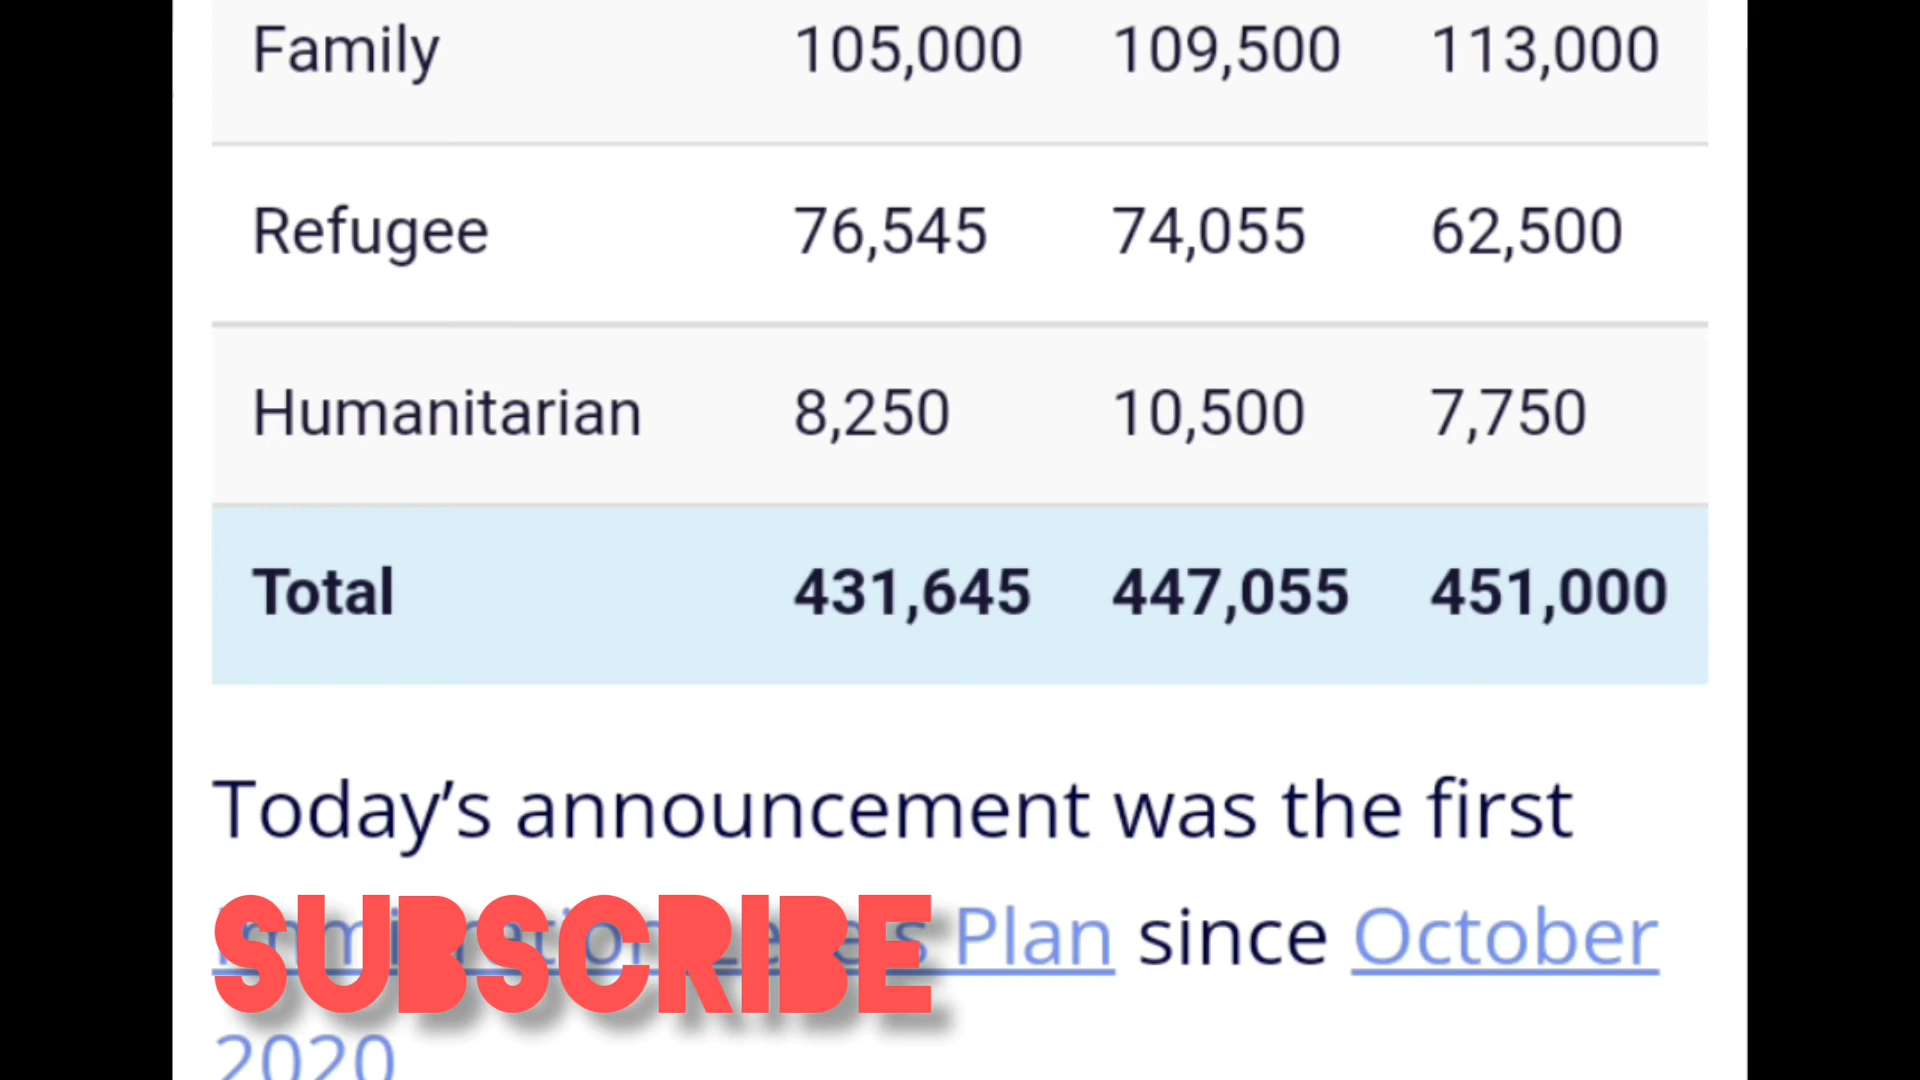 Family 105,000 109,500 113,000
Refugee 76,545 74,055 62,500
Humanitarian 8,250 10,500 7,750
Total 431,645 447,055 451,000
Today’s announcement was the first
Immigration Levels Plan since October
SUBSCRIBE
2020